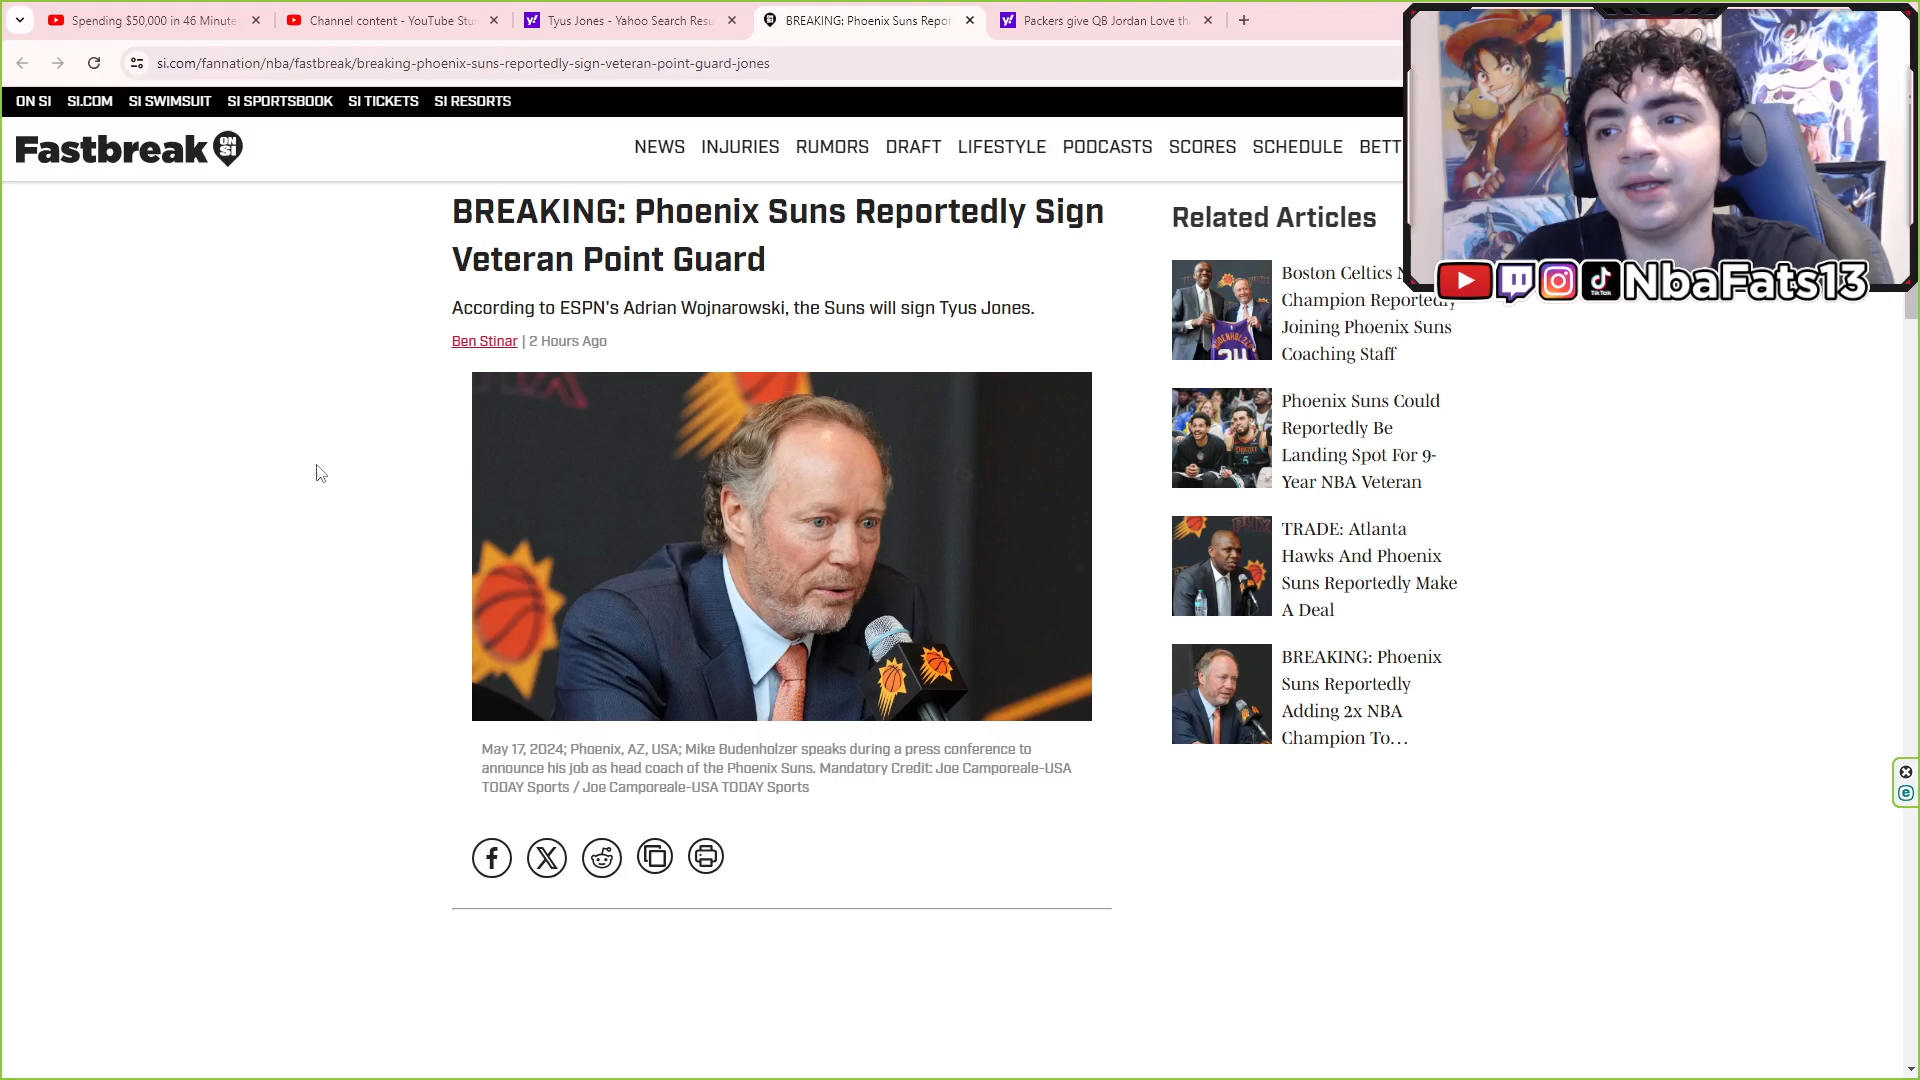 Spending $50,000 in 46 Minute
Channel content - YouTube Stu
Tyus Jones - Yahoo Search Resu
BREAKING: Phoenix Suns Repor
Packers give QB Jordan Love th
si.com/fannation/nba/fastbreak/breaking-phoenix-suns-reportedly-sign-veteran-point-guard-jones
ON SI SI.COM SI SWIMSUIT SI SPORTSBOOK SI TICKETS SI RESORTS
Fastbreak ON SI
NEWS INJURIES RUMORS DRAFT LIFESTYLE PODCASTS SCORES SCHEDULE BETT
BREAKING: Phoenix Suns Reportedly Sign
Veteran Point Guard
According to ESPN's Adrian Wojnarowski, the Suns will sign Tyus Jones.
Ben Stinar | 2 Hours Ago
May 17, 2024; Phoenix, AZ, USA; Mike Budenholzer speaks during a press conference to
announce his job as head coach of the Phoenix Suns. Mandatory Credit: Joe Camporeale-USA
TODAY Sports / Joe Camporeale-USA TODAY Sports
Related Articles
Boston Celtics N
Champion Reportedly
Joining Phoenix Suns
Coaching Staff
Phoenix Suns Could
Reportedly Be
Landing Spot For 9-
Year NBA Veteran
TRADE: Atlanta
Hawks And Phoenix
Suns Reportedly Make
A Deal
BREAKING: Phoenix
Suns Reportedly
Adding 2x NBA
Champion To...
TikTok
NbaFats13